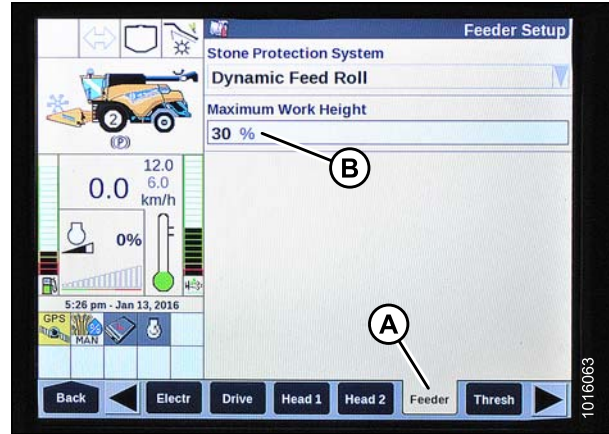 Feeder Setup
Stone Protection System
Dynamic Feed Roll
Maximum Work Height
30 %
B
2
(P)
12.0
0.0 6.0
km/h
0%
5:26 pm - Jan 13, 2016
GPS
MAN
A
Back Electr Drive Head 1 Head 2 Feeder Thresh
1016063